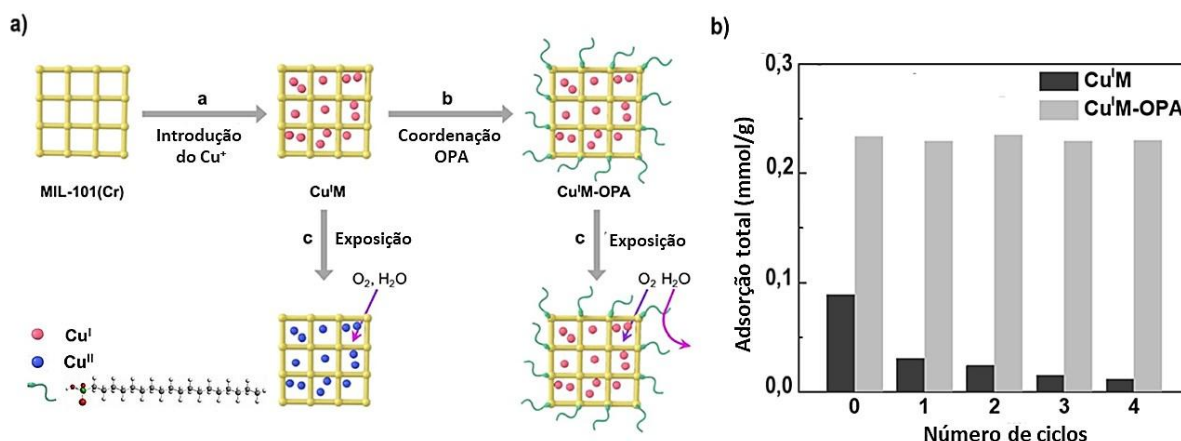 a)
a
Introdução
do Cu⁺
b
Coordenação
OPA
MIL-101(Cr)
CuᴵM
CuᴵM-OPA
c
Exposição
O₂, H₂O
c
Exposição
O₂ H₂O
Cuᴵ
Cuᴵᴵ
b)
Adsorção total (mmol/g)
0,3
0,2
0,1
0,0
CuᴵM
CuᴵM-OPA
0 1 2 3 4
Número de ciclos